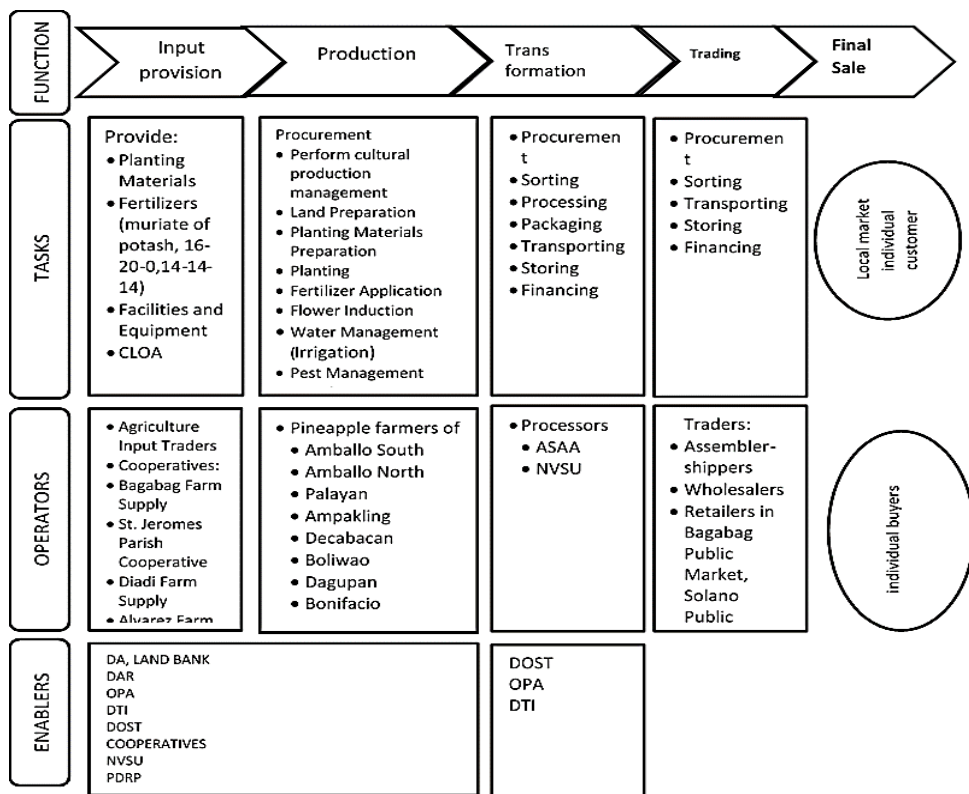 FUNCTION
Input
provision
Production
Trans
formation
Trading
Final
Sale
TASKS
Provide:
• Planting
Materials
• Fertilizers
(muriate of
potash, 16-
20-0,14-14-
14)
• Facilities and
Equipment
• CLOA
Procurement
• Perform cultural
production
management
• Land Preparation
• Planting Materials
Preparation
• Planting
• Fertilizer Application
• Flower Induction
• Water Management
(Irrigation)
• Pest Management
• Procuremen
t
• Sorting
• Processing
• Packaging
• Transporting
• Storing
• Financing
• Procuremen
t
• Sorting
• Transporting
• Storing
• Financing
Local market
individual
customer
OPERATORS
• Agriculture
Input Traders
• Cooperatives:
• Bagabag Farm
Supply
• St. Jeromes
Parish
Cooperative
• Diadi Farm
Supply
• Alvarez Farm
• Pineapple farmers of
• Amballo South
• Amballo North
• Palayan
• Ampakling
• Decabacan
• Boliwao
• Dagupan
• Bonifacio
• Processors
• ASAA
• NVSU
Traders:
• Assembler-
shippers
• Wholesalers
• Retailers in
Bagabag
Public
Market,
Solano
Public
individual buyers
ENABLERS
DA, LAND BANK
DAR
OPA
DTI
DOST
COOPERATIVES
NVSU
PDRP
DOST
OPA
DTI